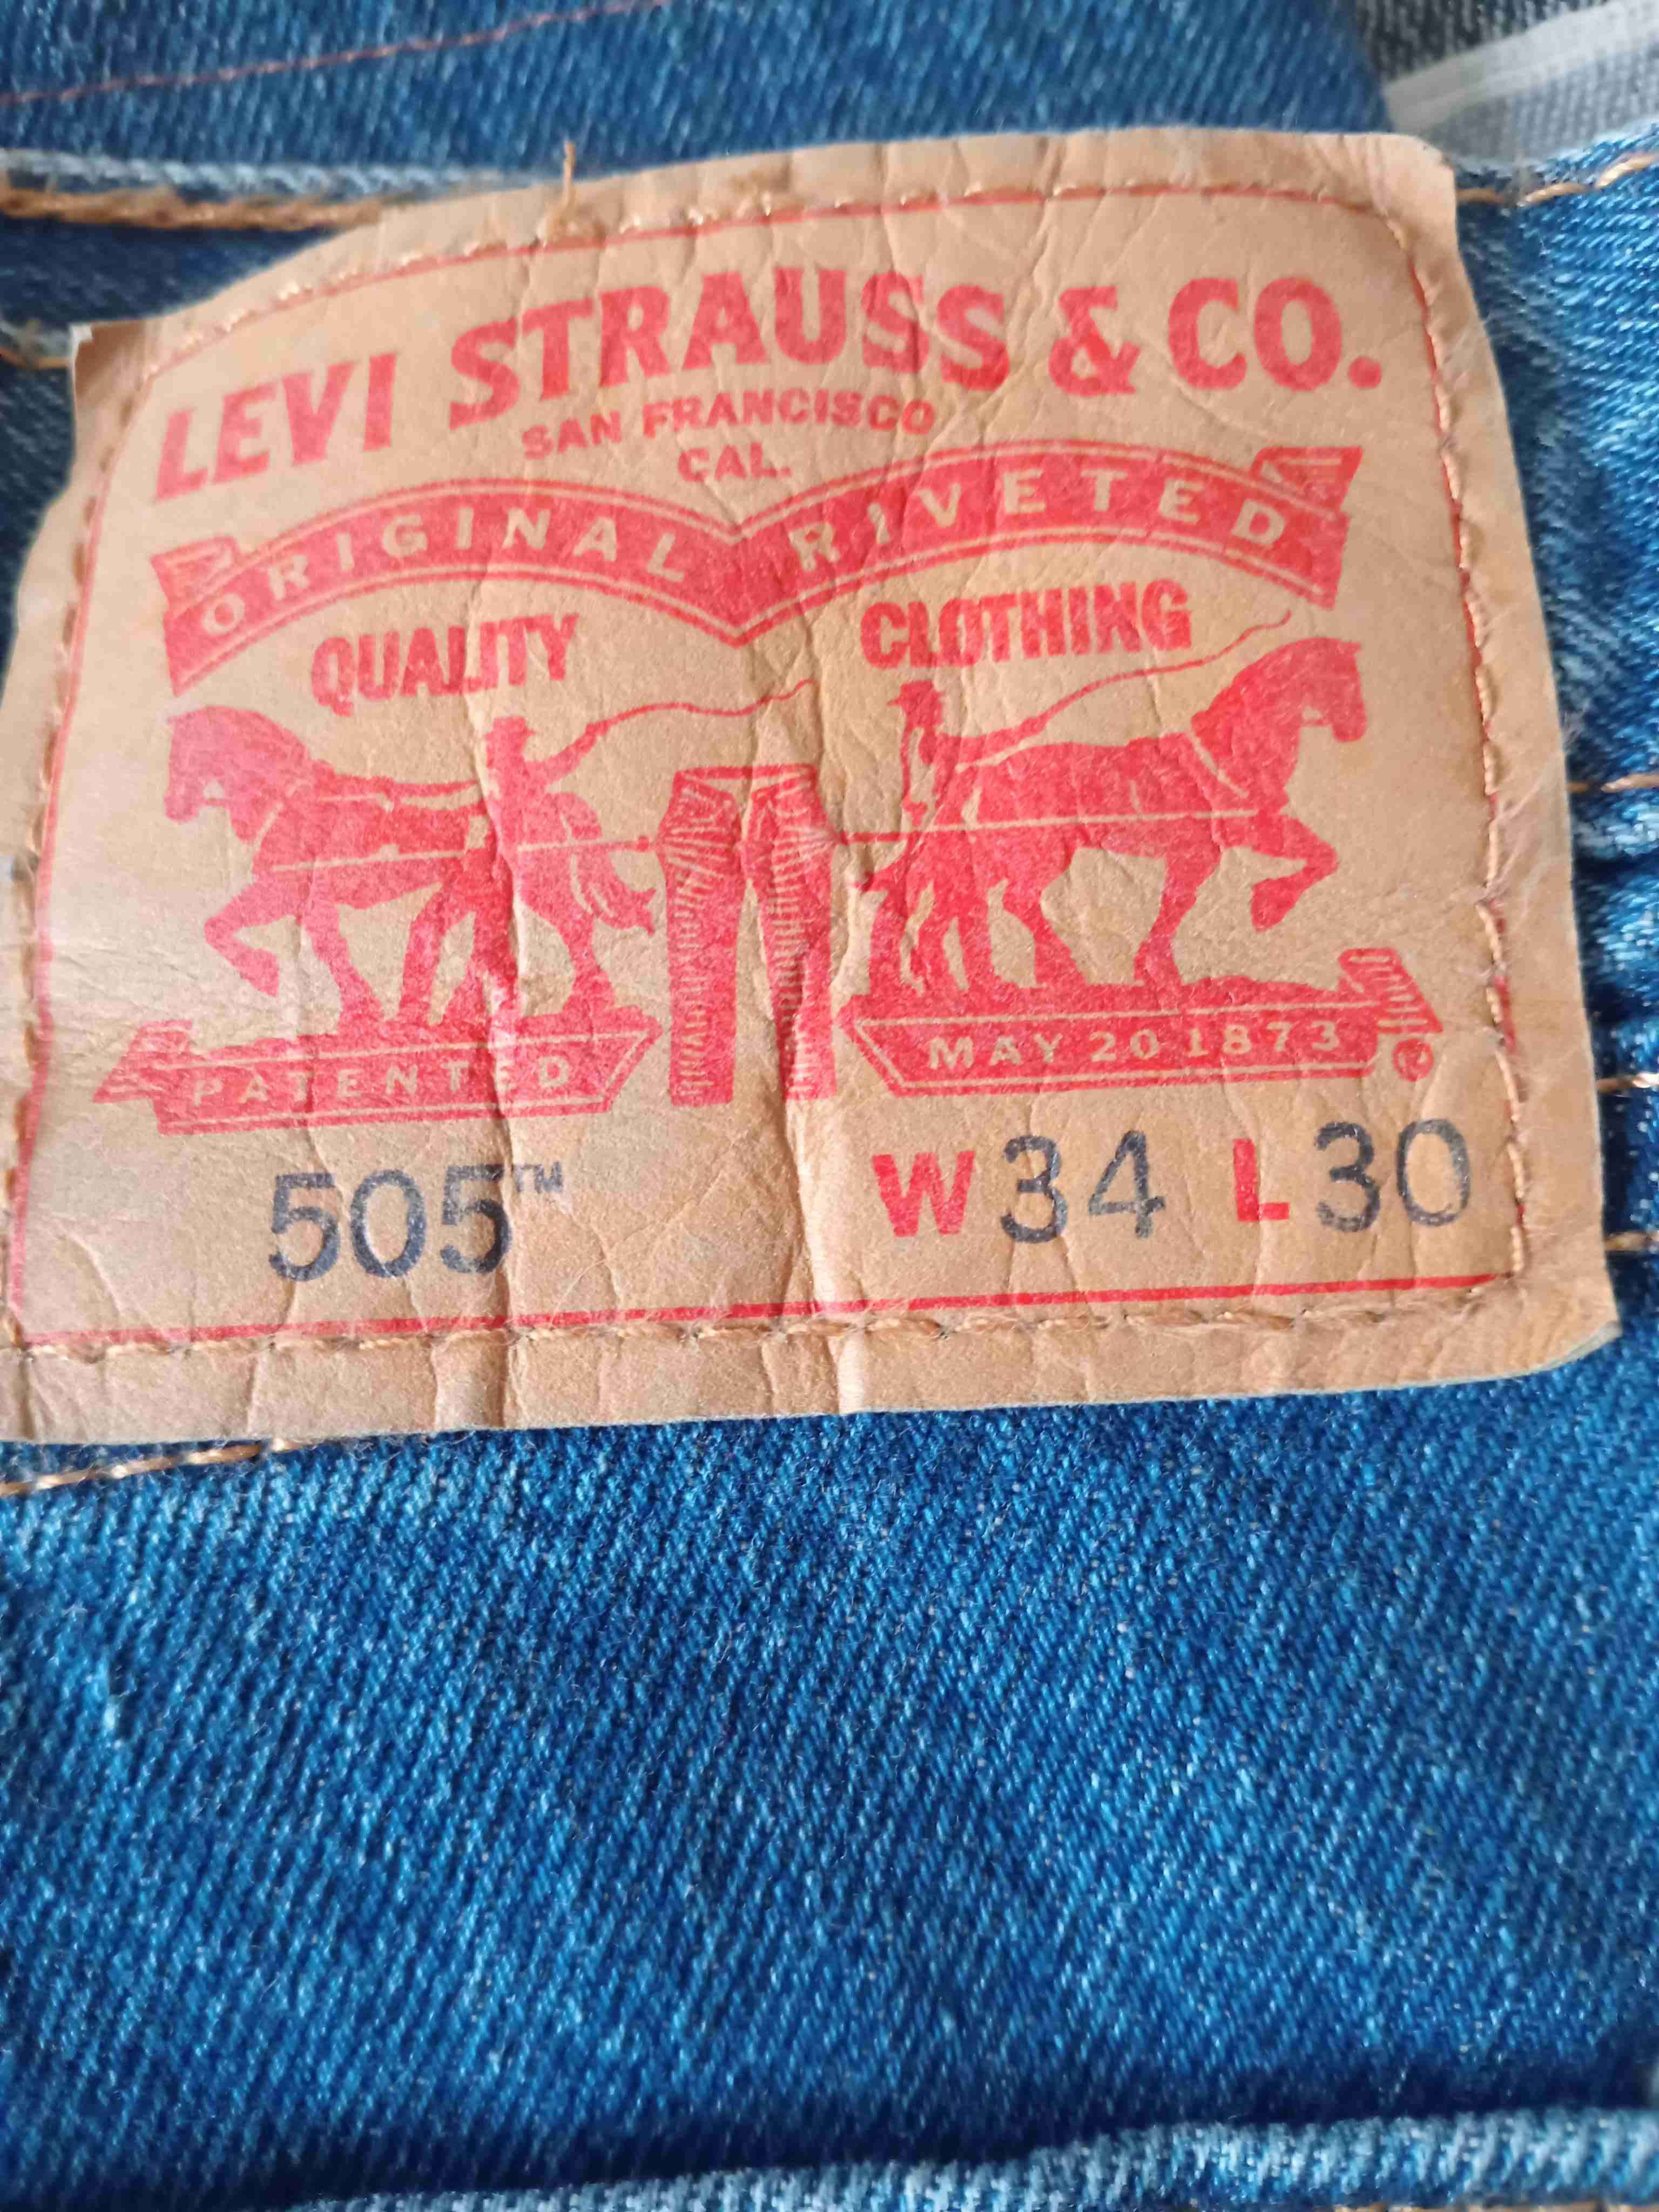 LEVI STRAUSS & CO.
SAN FRANCISCO
CAL.
ORIGINAL RIVETED
QUALITY CLOTHING
PATENTED MAY 20 1873 ®
505™ W34 L30